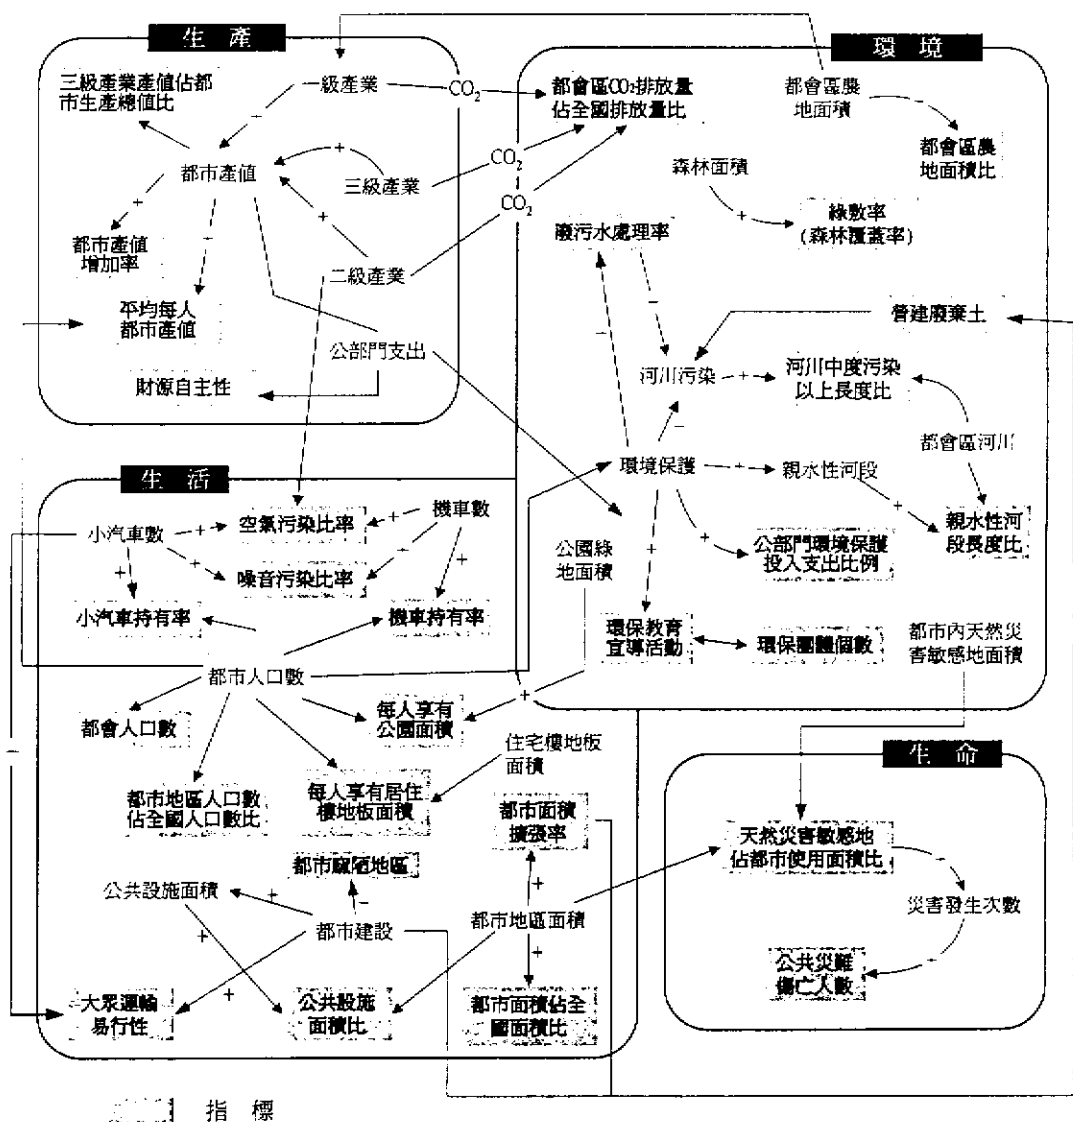 生 產
三級產業產值佔都
市生產總值比
一級產業
CO₂
都市產值
+
三級產業
CO₂
+
+
都市產值
增加率
二級產業
CO₂
平均每人
都市產值
公部門支出
財源自主性
環 境
都會區CO₂排放量
佔全國排放量比
都會區農
地面積
都會區農
地面積比
森林面積
+
綠敷率
(森林覆蓋率)
廢污水處理率
−
−
營建廢棄土
河川污染
+
河川中度污染
以上長度比
−
都會區河川
環境保護
+
親水性河段
+
親水性河
段長度比
+
+
公部門環境保護
投入支出比例
公園綠
地面積
環保教育
宣導活動
環保團體個數
都市內天然災
害敏感地面積
生 活
小汽車數
+
空氣污染比率
+
機車數
+
+
噪音污染比率
+
小汽車持有率
機車持有率
都市人口數
+
都會人口數
每人享有
公園面積
住宅樓地板
面積
−
都市地區人口數
佔全國人口數比
每人享有居住
樓地板面積
都市面積
擴張率
都市窳陋地區
+
公共設施面積
+
−
都市建設
都市地區面積
+
+
+
大眾運輸
易行性
公共設施
面積比
都市面積佔全
國面積比
生 命
天然災害敏感地
佔都市使用面積比
災害發生次數
公共災難
傷亡人數
指 標